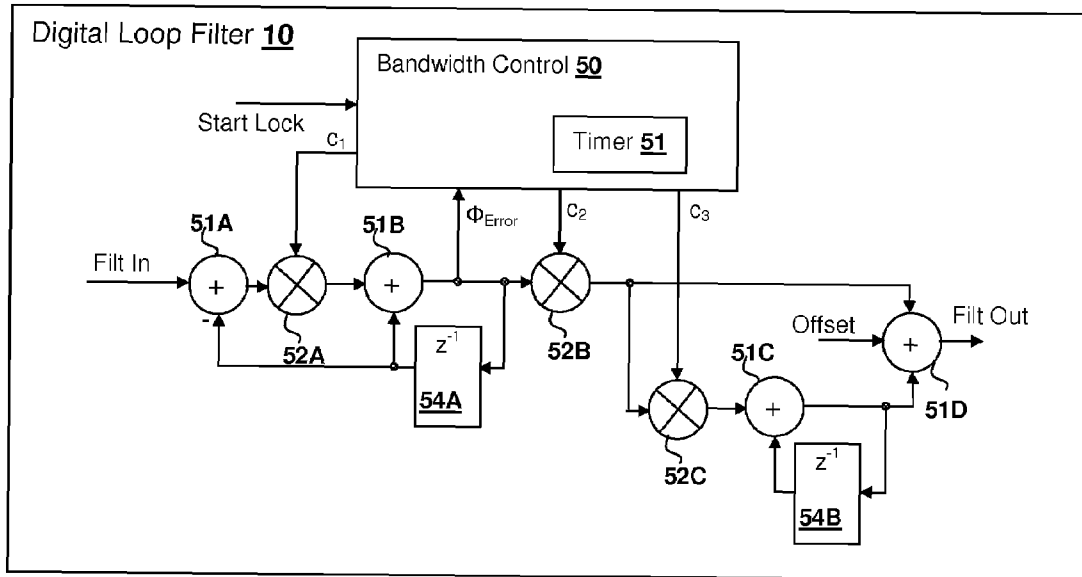 Digital Loop Filter 10
Bandwidth Control 50
Start Lock
Timer 51
c1
ΦError
c2
c3
51A
51B
Filt In
+
+
-
52A
z-1
54A
52B
Offset
Filt Out
+
51D
51C
+
52C
z-1
54B